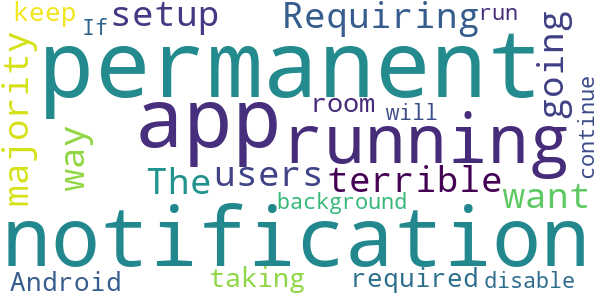 keep If setup Requiring run
permanent
majority way app running going
room will continue
The users terrible want
background
notification
Android taking required disable